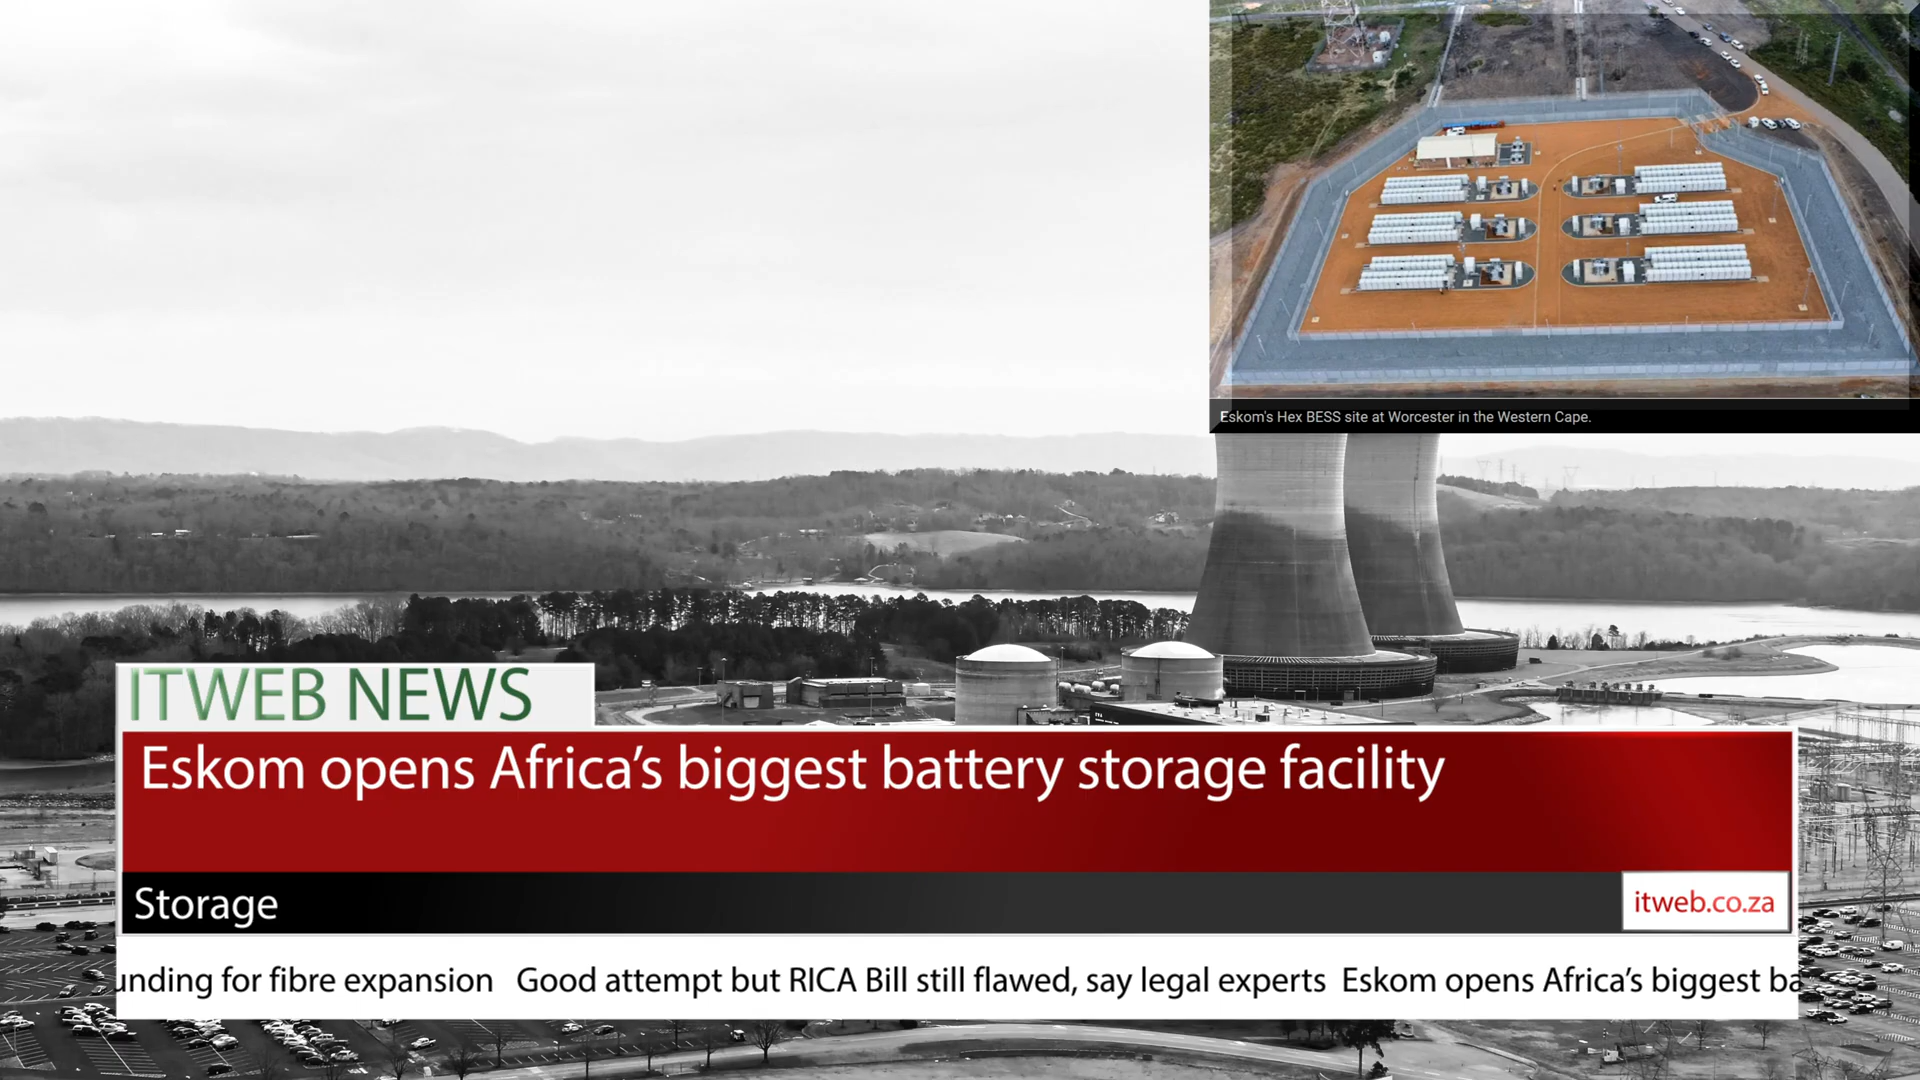 Eskom's Hex BESS site at Worcester in the Western Cape.
ITWEB NEWS
Eskom opens Africa’s biggest battery storage facility
Storage
itweb.co.za
unding for fibre expansion Good attempt but RICA Bill still flawed, say legal experts Eskom opens Africa’s biggest ba